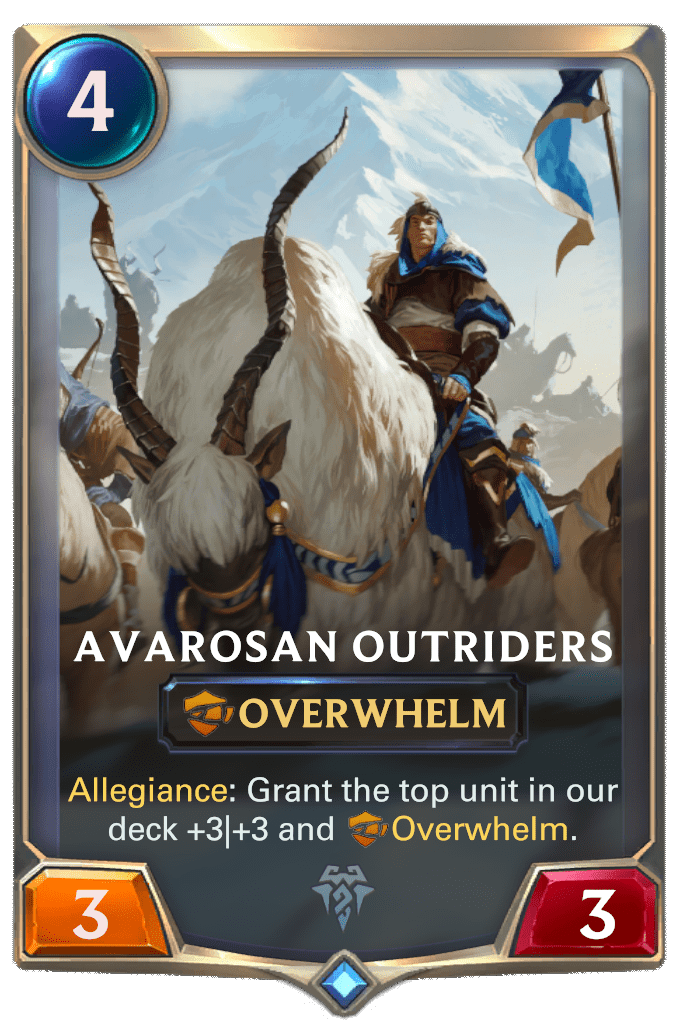 4
AVAROSAN OUTRIDERS
OVERWHELM
Allegiance: Grant the top unit in our
deck +3|+3 and Overwhelm.
3 3